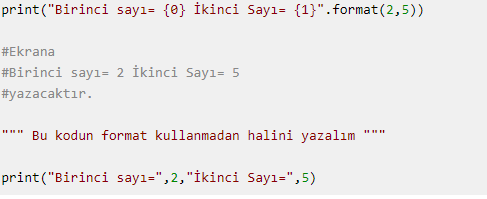 print("Birinci sayı= {0} İkinci Sayı= {1}".format(2,5))
#Ekrana
#Birinci sayı= 2 İkinci Sayı= 5
#yazacaktır.
""" Bu kodun format kullanmadan halini yazalım """
print("Birinci sayı=",2,"İkinci Sayı=",5)